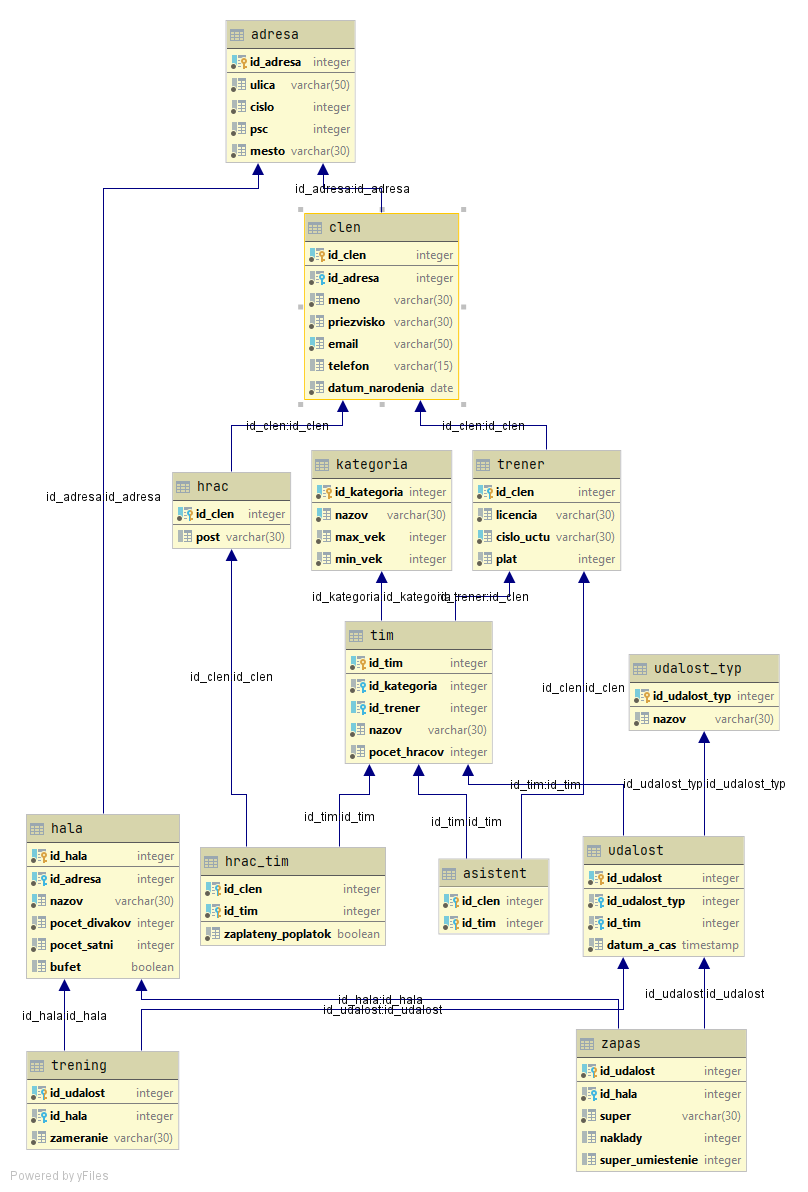 adresa
id_adresa integer
ulica varchar(50)
cislo integer
psc integer
mesto varchar(30)
id_adresa:id_adresa
clen
id_clen integer
id_adresa integer
meno varchar(30)
priezvisko varchar(30)
email varchar(50)
telefon varchar(15)
datum_narodenia date
id_clen:id_clen
id_clen:id_clen
id_adresa:id_adresa
hrac
id_clen integer
post varchar(30)
kategoria
id_kategoria integer
nazov varchar(30)
max_vek integer
min_vek integer
trener
id_clen integer
licencia varchar(30)
cislo_uctu varchar(30)
plat integer
id_kategoria:id_kategoria
id_trener:id_clen
id_clen:id_clen
id_clen:id_clen
tim
id_tim integer
id_kategoria integer
id_trener integer
nazov varchar(30)
pocet_hracov integer
udalost_typ
id_udalost_typ integer
nazov varchar(30)
id_tim:id_tim
id_tim:id_tim
id_tim:id_tim
id_udalost_typ:id_udalost_typ
hala
id_hala integer
id_adresa integer
nazov varchar(30)
pocet_divakov integer
pocet_satni integer
bufet boolean
hrac_tim
id_clen integer
id_tim integer
zaplateny_poplatok boolean
asistent
id_clen integer
id_tim integer
udalost
id_udalost integer
id_udalost_typ integer
id_tim integer
datum_a_cas timestamp
id_hala:id_hala
id_hala:id_hala
id_udalost:id_udalost
id_udalost:id_udalost
trening
id_udalost integer
id_hala integer
zameranie varchar(30)
zapas
id_udalost integer
id_hala integer
super varchar(30)
naklady integer
super_umiestenie integer
Powered by yFiles